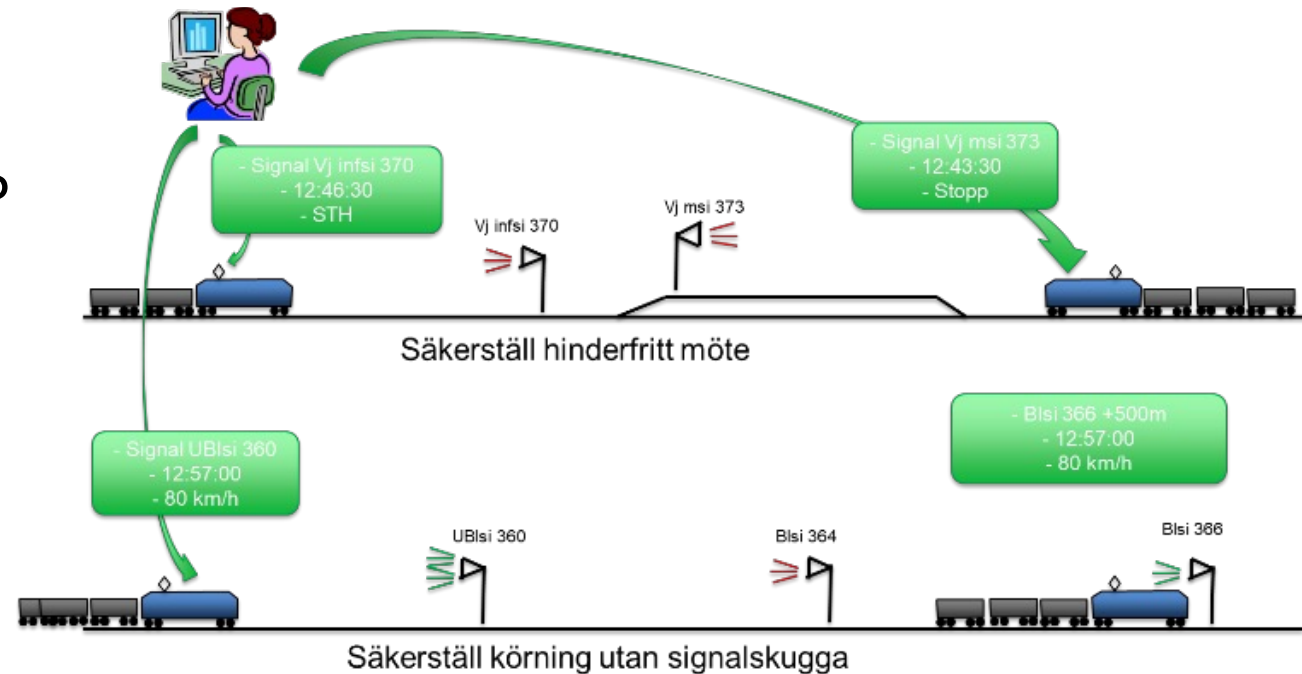 - Signal Vj infsi 370
- 12:46:30
- STH
- Signal Vj msi 373
- 12:43:30
- Stopp
Vj infsi 370
Vj msi 373
Säkerställ hinderfritt möte
- Signal UBlsi 360
- 12:57:00
- 80 km/h
- Blsi 366 +500m
- 12:57:00
- 80 km/h
UBlsi 360
Blsi 364
Blsi 366
Säkerställ körning utan signalskugga